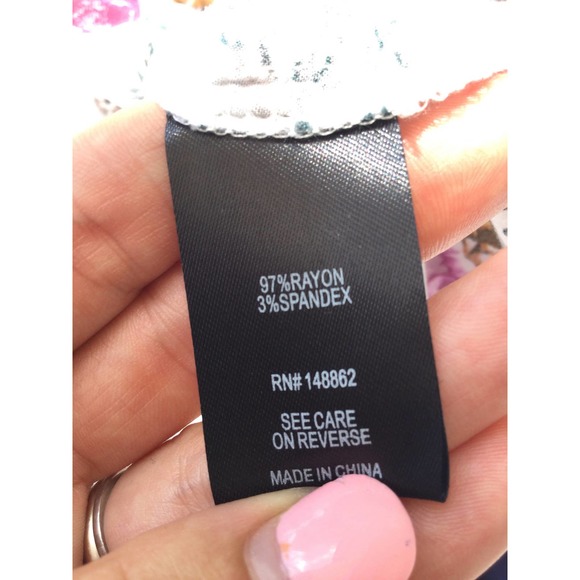 97%RAYON
3%SPANDEX
RN# 148862
SEE CARE
ON REVERSE
MADE IN CHINA